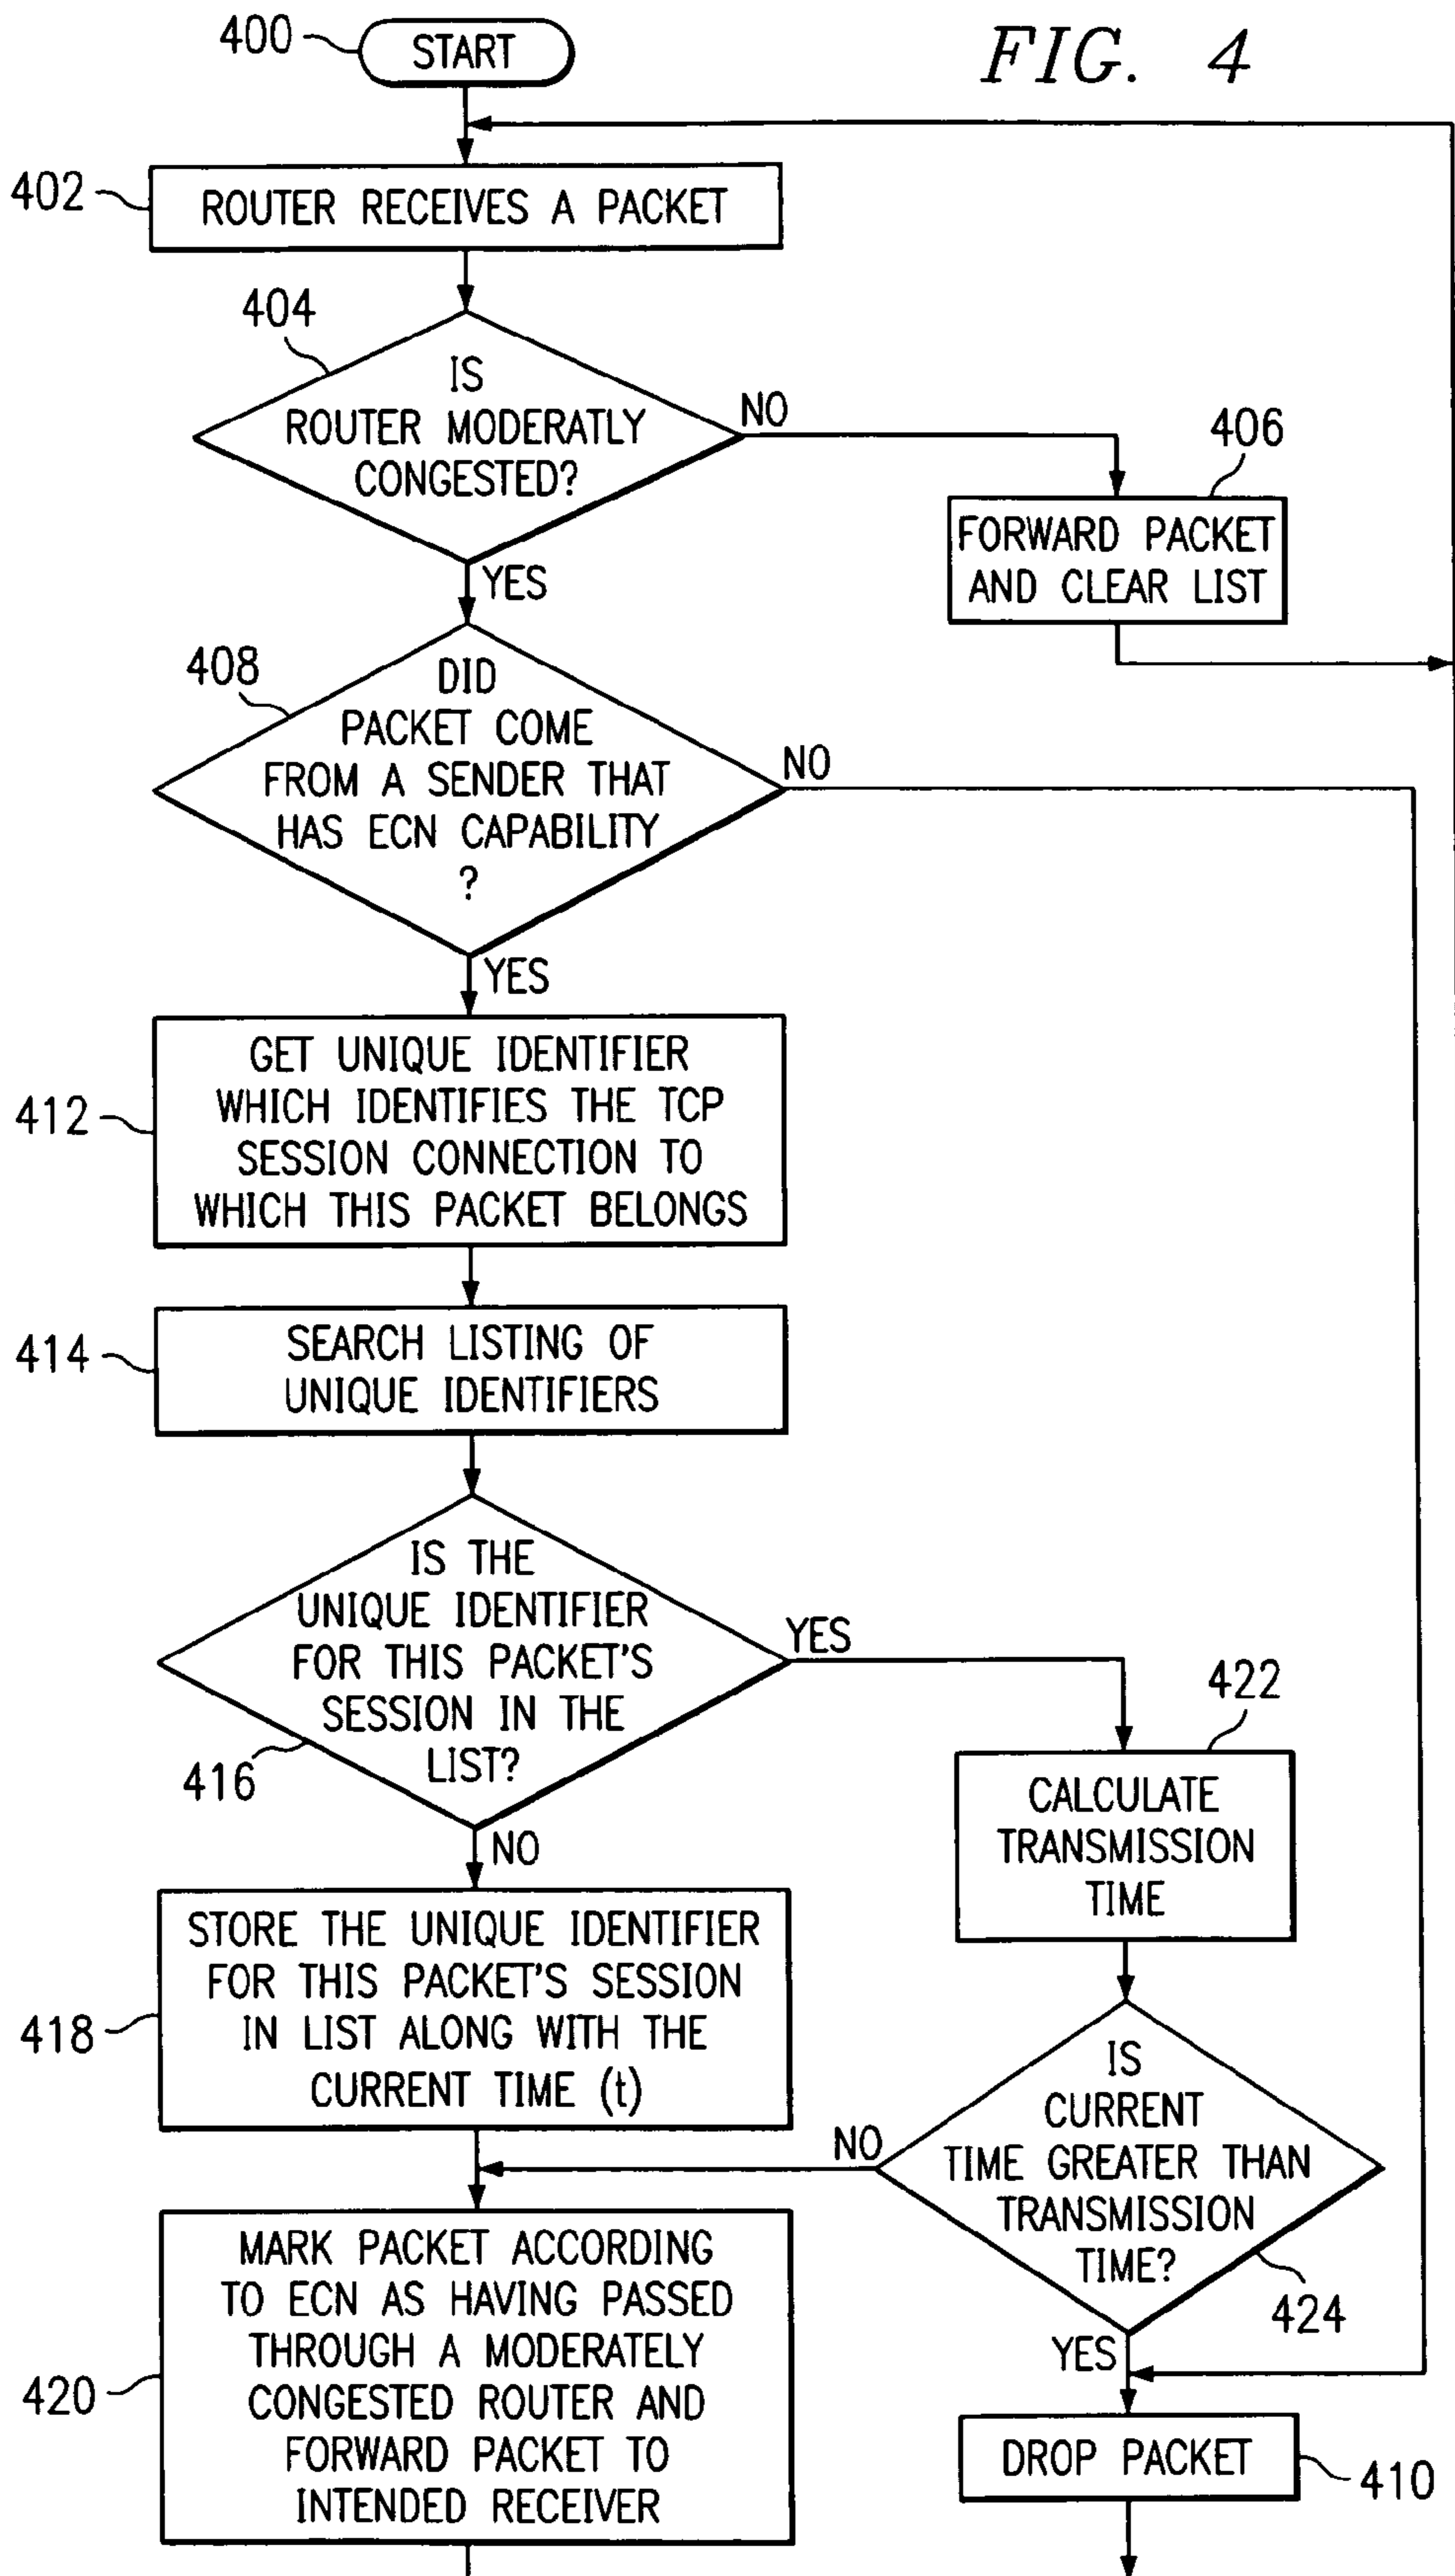 FIG. 4
400
START
402
ROUTER RECEIVES A PACKET
404
IS
ROUTER MODERATLY
CONGESTED?
NO
YES
406
FORWARD PACKET
AND CLEAR LIST
408
DID
PACKET COME
FROM A SENDER THAT
HAS ECN CAPABILITY
?
NO
YES
412
GET UNIQUE IDENTIFIER
WHICH IDENTIFIES THE TCP
SESSION CONNECTION TO
WHICH THIS PACKET BELONGS
414
SEARCH LISTING OF
UNIQUE IDENTIFIERS
416
IS THE
UNIQUE IDENTIFIER
FOR THIS PACKET'S
SESSION IN THE
LIST?
YES
NO
422
CALCULATE
TRANSMISSION
TIME
418
STORE THE UNIQUE IDENTIFIER
FOR THIS PACKET'S SESSION
IN LIST ALONG WITH THE
CURRENT TIME (t)
424
IS
CURRENT
TIME GREATER THAN
TRANSMISSION
TIME?
NO
YES
420
MARK PACKET ACCORDING
TO ECN AS HAVING PASSED
THROUGH A MODERATELY
CONGESTED ROUTER AND
FORWARD PACKET TO
INTENDED RECEIVER
DROP PACKET
410